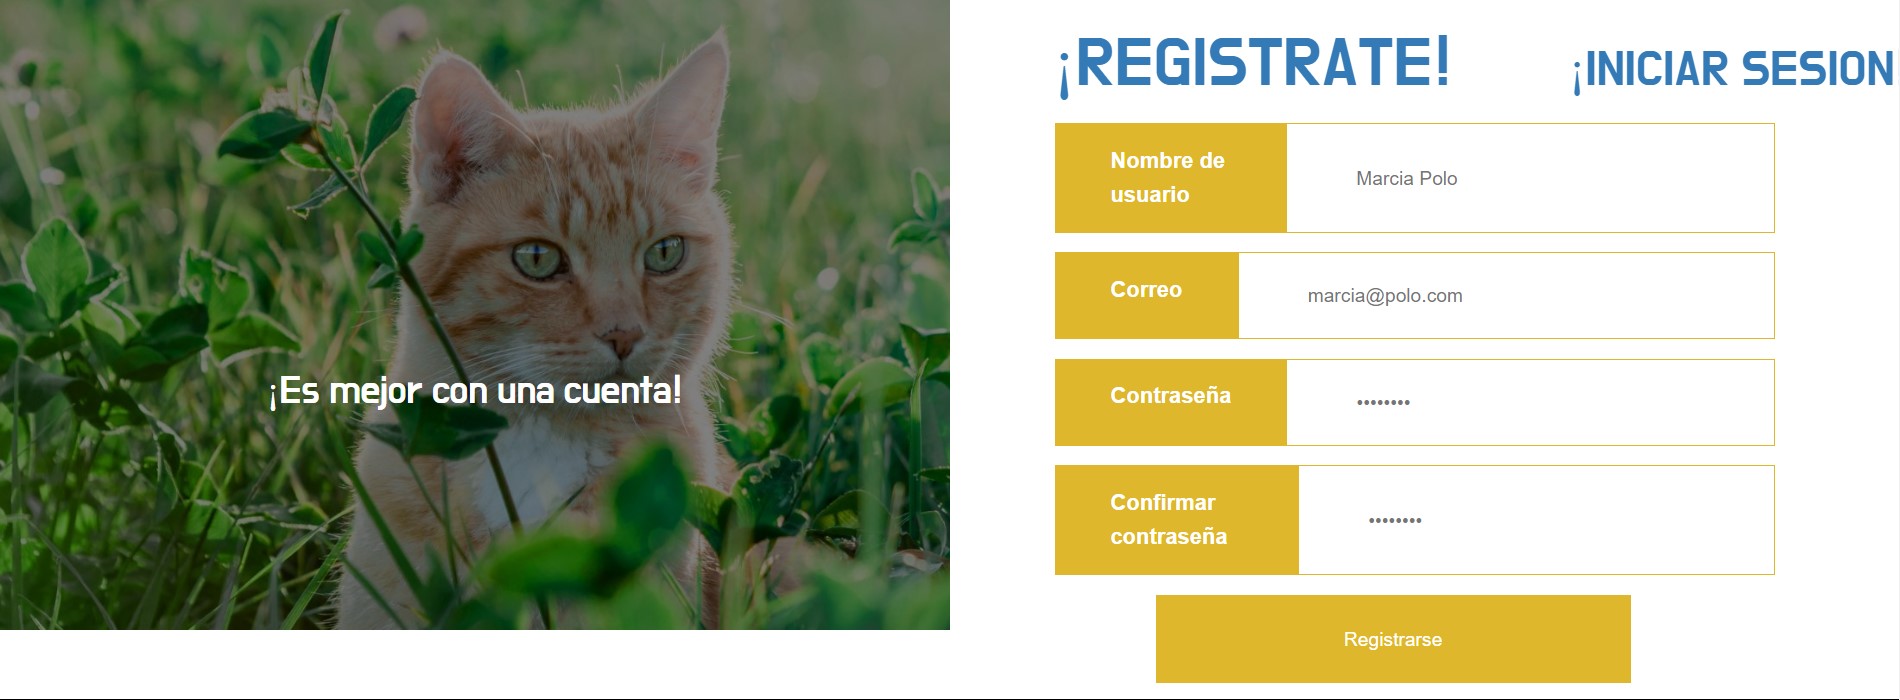 ¡Es mejor con una cuenta!
¡REGISTRATE!
¡INICIAR SESION
Nombre de
usuario
Marcia Polo
Correo
marcia@polo.com
Contraseña
••••••••
Confirmar
contraseña
••••••••
Registrarse